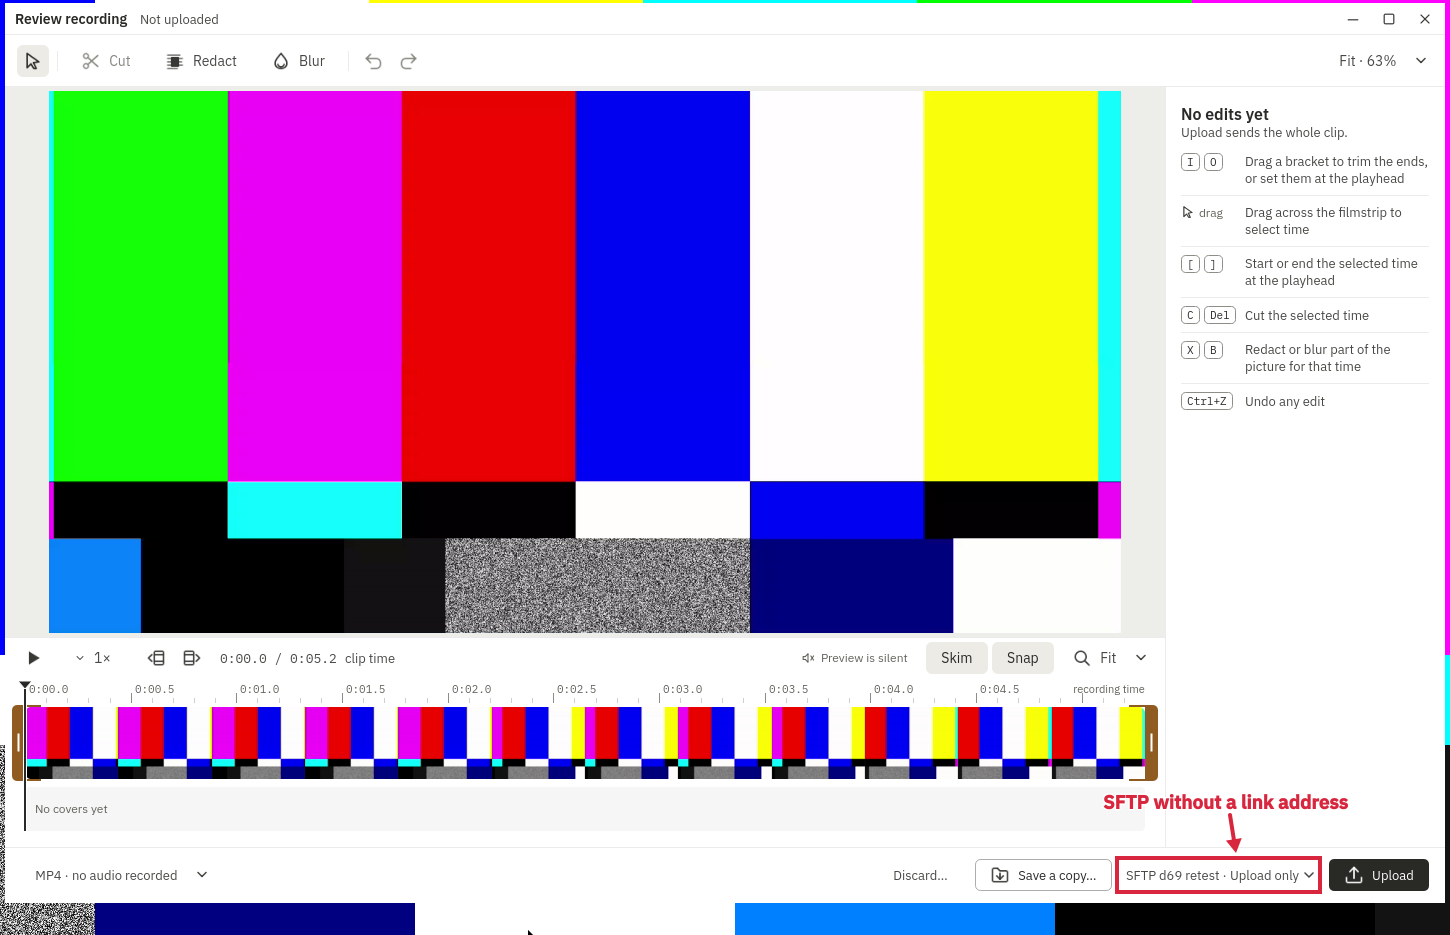 Review recording Not uploaded
Cut Redact Blur Fit · 63%
No edits yet
Upload sends the whole clip.
I O Drag a bracket to trim the ends,
or set them at the playhead
drag Drag across the filmstrip to
select time
[ ] Start or end the selected time
at the playhead
C Del Cut the selected time
X B Redact or blur part of the
picture for that time
Ctrl+Z Undo any edit
1× 0:00.0 / 0:05.2 clip time Preview is silent Skim Snap Fit
0:00.0 0:00.5 0:01.0 0:01.5 0:02.0 0:02.5 0:03.0 0:03.5 0:04.0 0:04.5 recording time
No covers yet
SFTP without a link address
MP4 · no audio recorded Discard... Save a copy... SFTP d69 retest · Upload only Upload